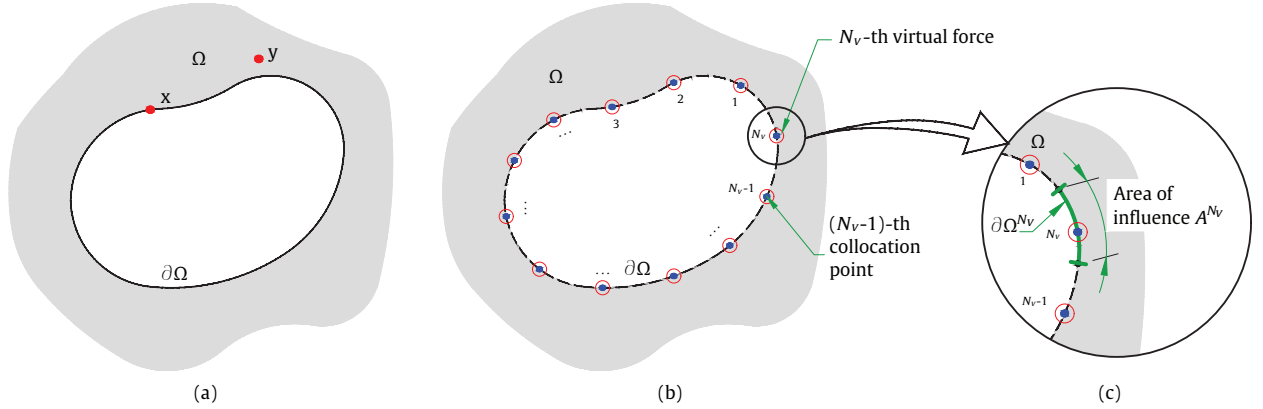 Ω
y
x
∂Ω
(a)
Ω
1
2
3
...
...
...
...
∂Ω
N_v
N_v-1
N_v-th virtual force
(N_v-1)-th
collocation
point
(b)
Ω
1
∂Ω^{N_v}
N_v
N_v-1
Area of
influence A^{N_v}
(c)